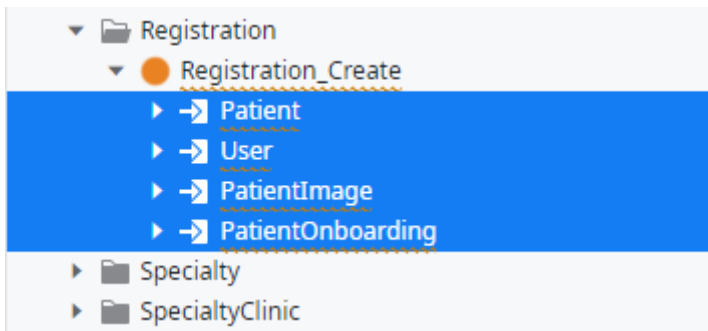 Registration
Registration_Create
Patient
User
PatientImage
PatientOnboarding
Specialty
SpecialtyClinic